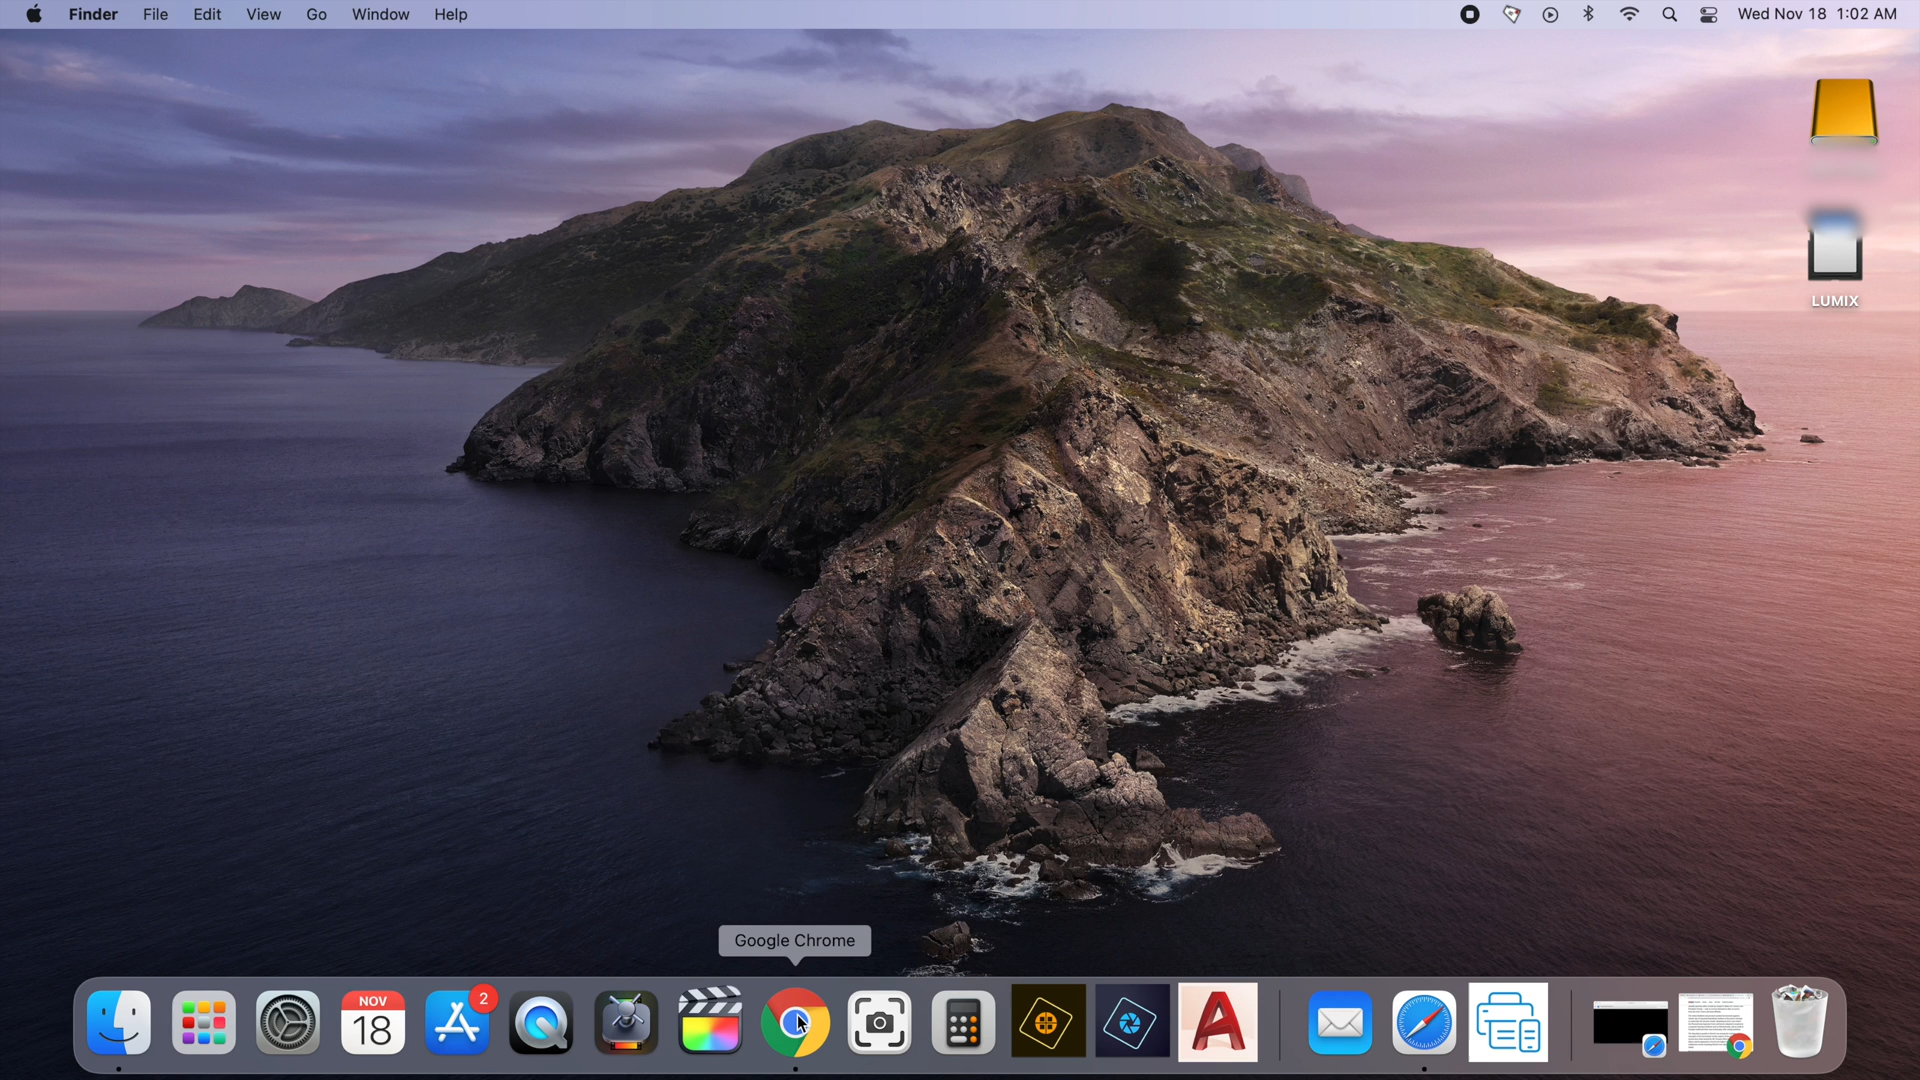 Finder File Edit View Go Window Help Wed Nov 18 1:02 AM
LUMIX
Google Chrome
NOV
18
2